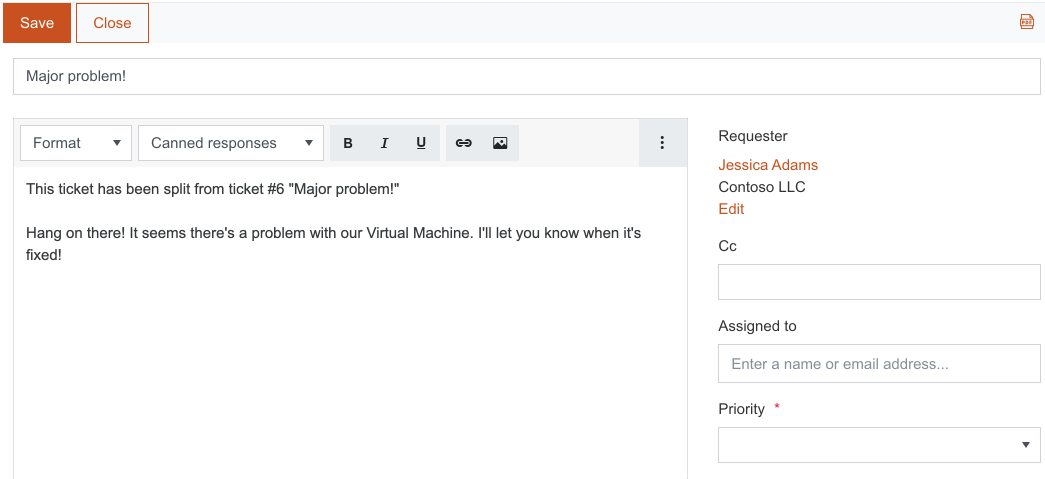 Save Close
PDF
Major problem!
Format Canned responses B I U
This ticket has been split from ticket #6 "Major problem!"
Hang on there! It seems there's a problem with our Virtual Machine. I'll let you know when it's
fixed!
Requester
Jessica Adams
Contoso LLC
Edit
Cc
Assigned to
Enter a name or email address...
Priority *